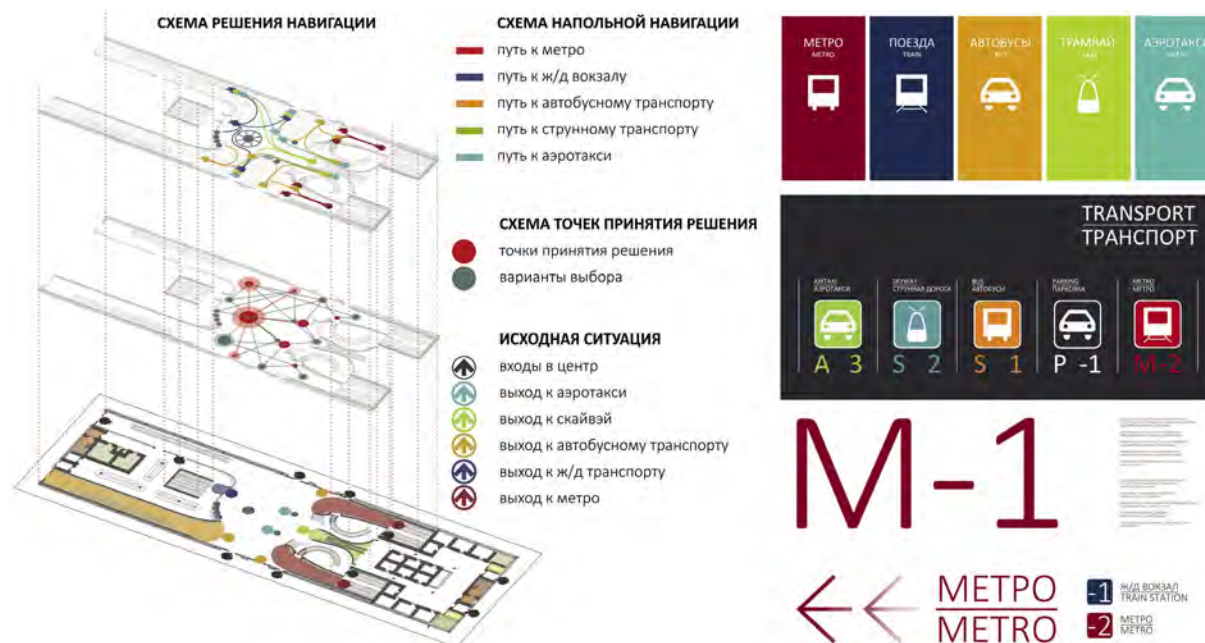 СХЕМА РЕШЕНИЯ НАВИГАЦИИ
СХЕМА НАПОЛЬНОЙ НАВИГАЦИИ
путь к метро
путь к ж/д вокзалу
путь к автобусному транспорту
путь к струнному транспорту
путь к аэротакси
СХЕМА ТОЧЕК ПРИНЯТИЯ РЕШЕНИЯ
точки принятия решения
варианты выбора
ИСХОДНАЯ СИТУАЦИЯ
входы в центр
выход к аэротакси
выход к скайвэй
выход к автобусному транспорту
выход к ж/д транспорту
выход к метро
МЕТРО
METRO
ПОЕЗДА
TRAIN
АВТОБУСЫ
BUS
ТРАМВАЙ
АЭРОТАКСИ
TRANSPORT
ТРАНСПОРТ
AIRTAXI
АЭРОТАКСИ
A 3
SKYWAY
СТРУННАЯ ДОРОГА
S 2
BUS
АВТОБУСЫ
S 1
PARKING
ПАРКОВКА
P -1
METRO
МЕТРО
M-2
M-1
МЕТРО
METRO
-1 Ж/Д ВОКЗАЛ
TRAIN STATION
-2 МЕТРО
METRO